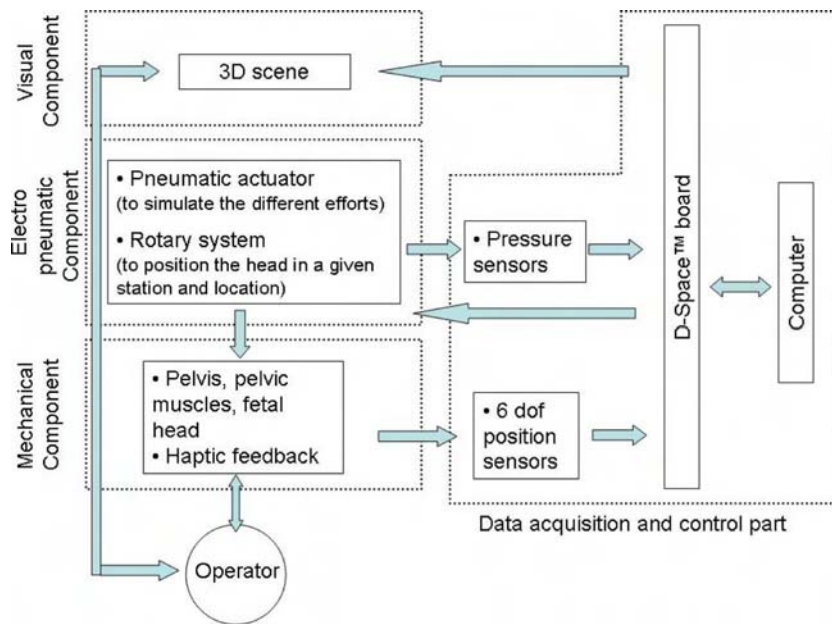 Visual
Component
3D scene
Electro
pneumatic
Component
• Pneumatic actuator
(to simulate the different efforts)
• Rotary system
(to position the head in a given
station and location)
• Pressure
sensors
D-Space™ board
Computer
Mechanical
Component
• Pelvis, pelvic
muscles, fetal
head
• Haptic feedback
• 6 dof
position
sensors
Data acquisition and control part
Operator